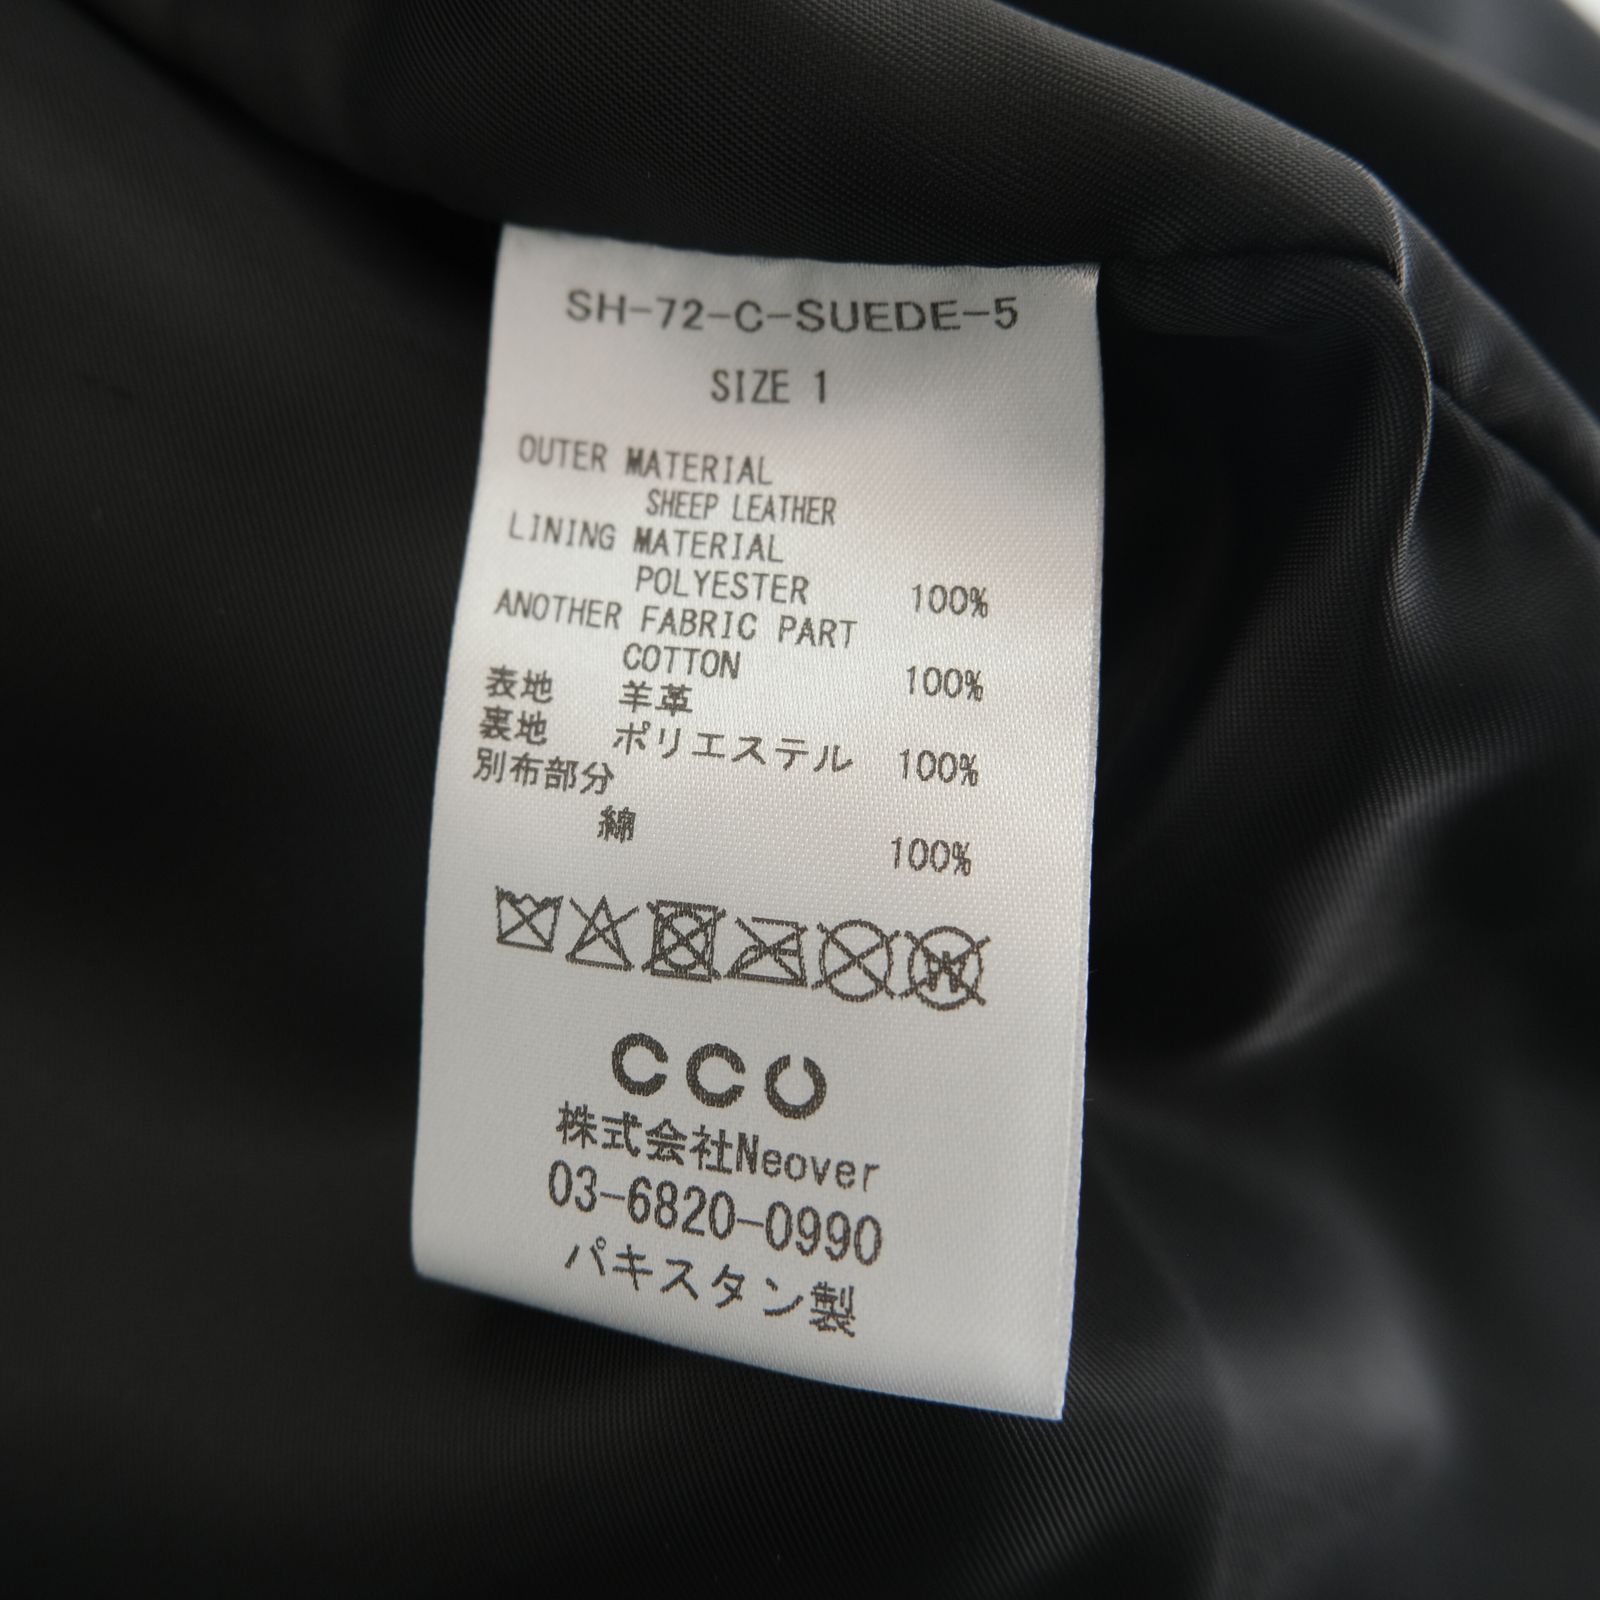 SH-72-C-SUEDE-5
SIZE 1
OUTER MATERIAL
SHEEP LEATHER
LINING MATERIAL
POLYESTER 100%
ANOTHER FABRIC PART
COTTON 100%
表地 羊革
裏地 ポリエステル 100%
別布部分
綿 100%
W
CCU
株式会社Neover
03-6820-0990
パキスタン製